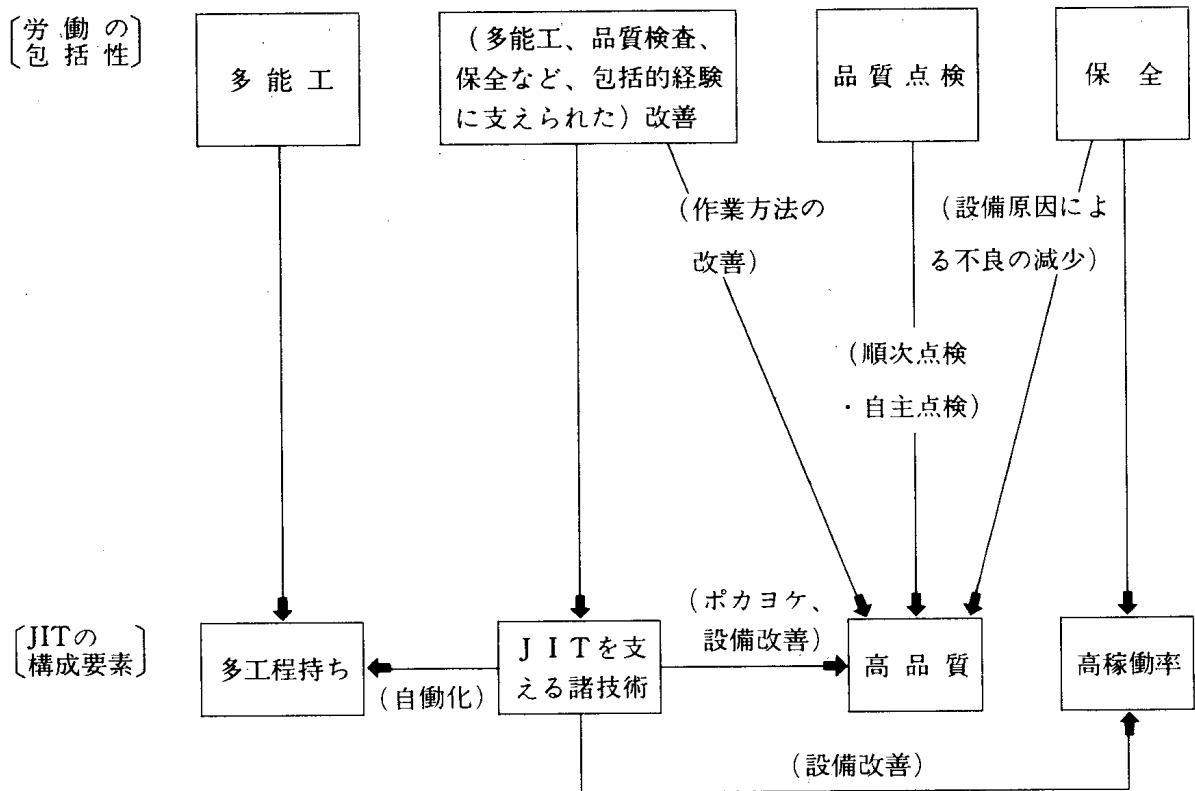 〔労働の
包括性〕
多能工
（多能工、品質検査、
保全など、包括的経験
に支えられた）改善
品質点検
保全
（作業方法の
改善）
（設備原因によ
る不良の減少）
（順次点検
・自主点検）
〔JITの
構成要素〕
多工程持ち
（自働化）
ＪＩＴを支
える諸技術
（ポカヨケ、
設備改善）
高品質
高稼働率
（設備改善）